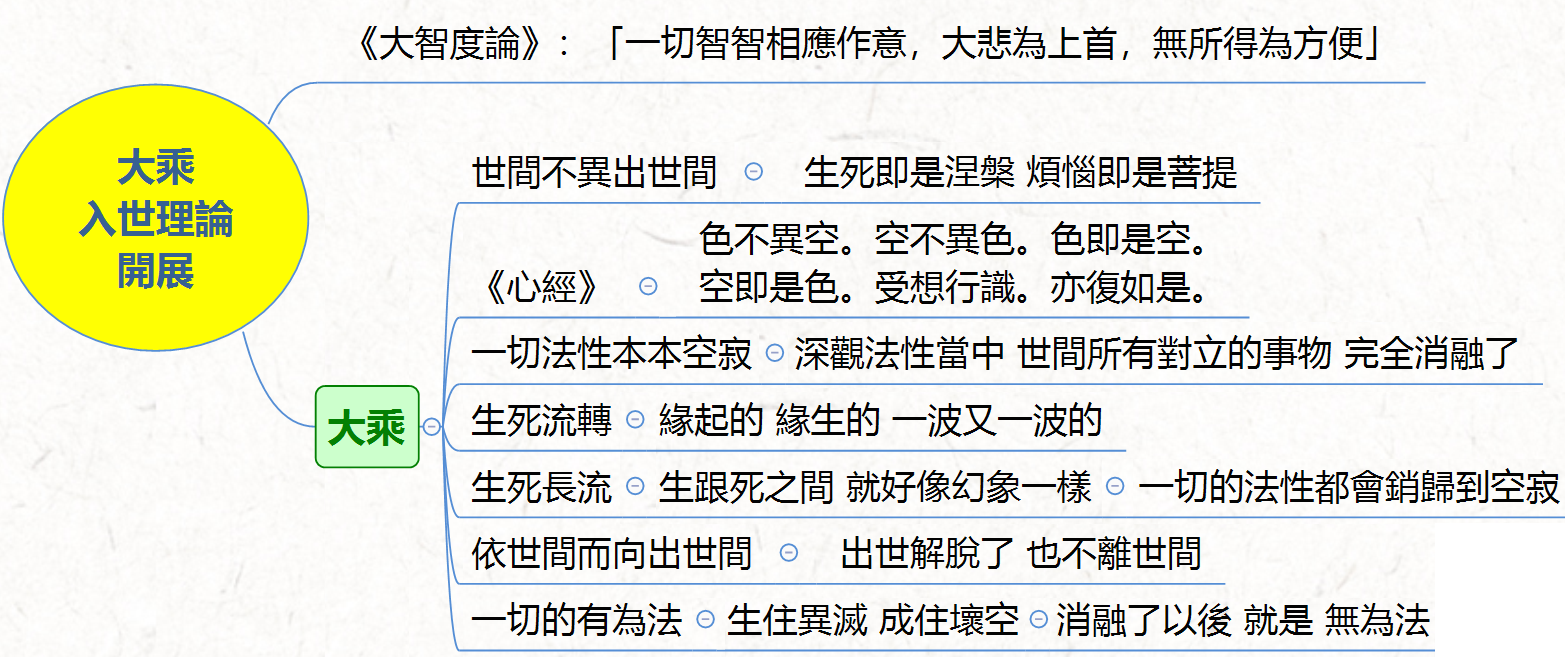 《大智度論》：「一切智智相應作意，大悲為上首，無所得為方便」
大乘
入世理論
開展
世間不異出世間 生死即是涅槃 煩惱即是菩提
色不異空。空不異色。色即是空。
《心經》 空即是色。受想行識。亦復如是。
一切法性本本空寂 深觀法性當中 世間所有對立的事物 完全消融了
大乘
生死流轉 緣起的 緣生的 一波又一波的
生死長流 生跟死之間 就好像幻象一樣 一切的法性都會銷歸到空寂
依世間而向出世間 出世解脫了 也不離世間
一切的有為法 生住異滅 成住壞空 消融了以後 就是 無為法